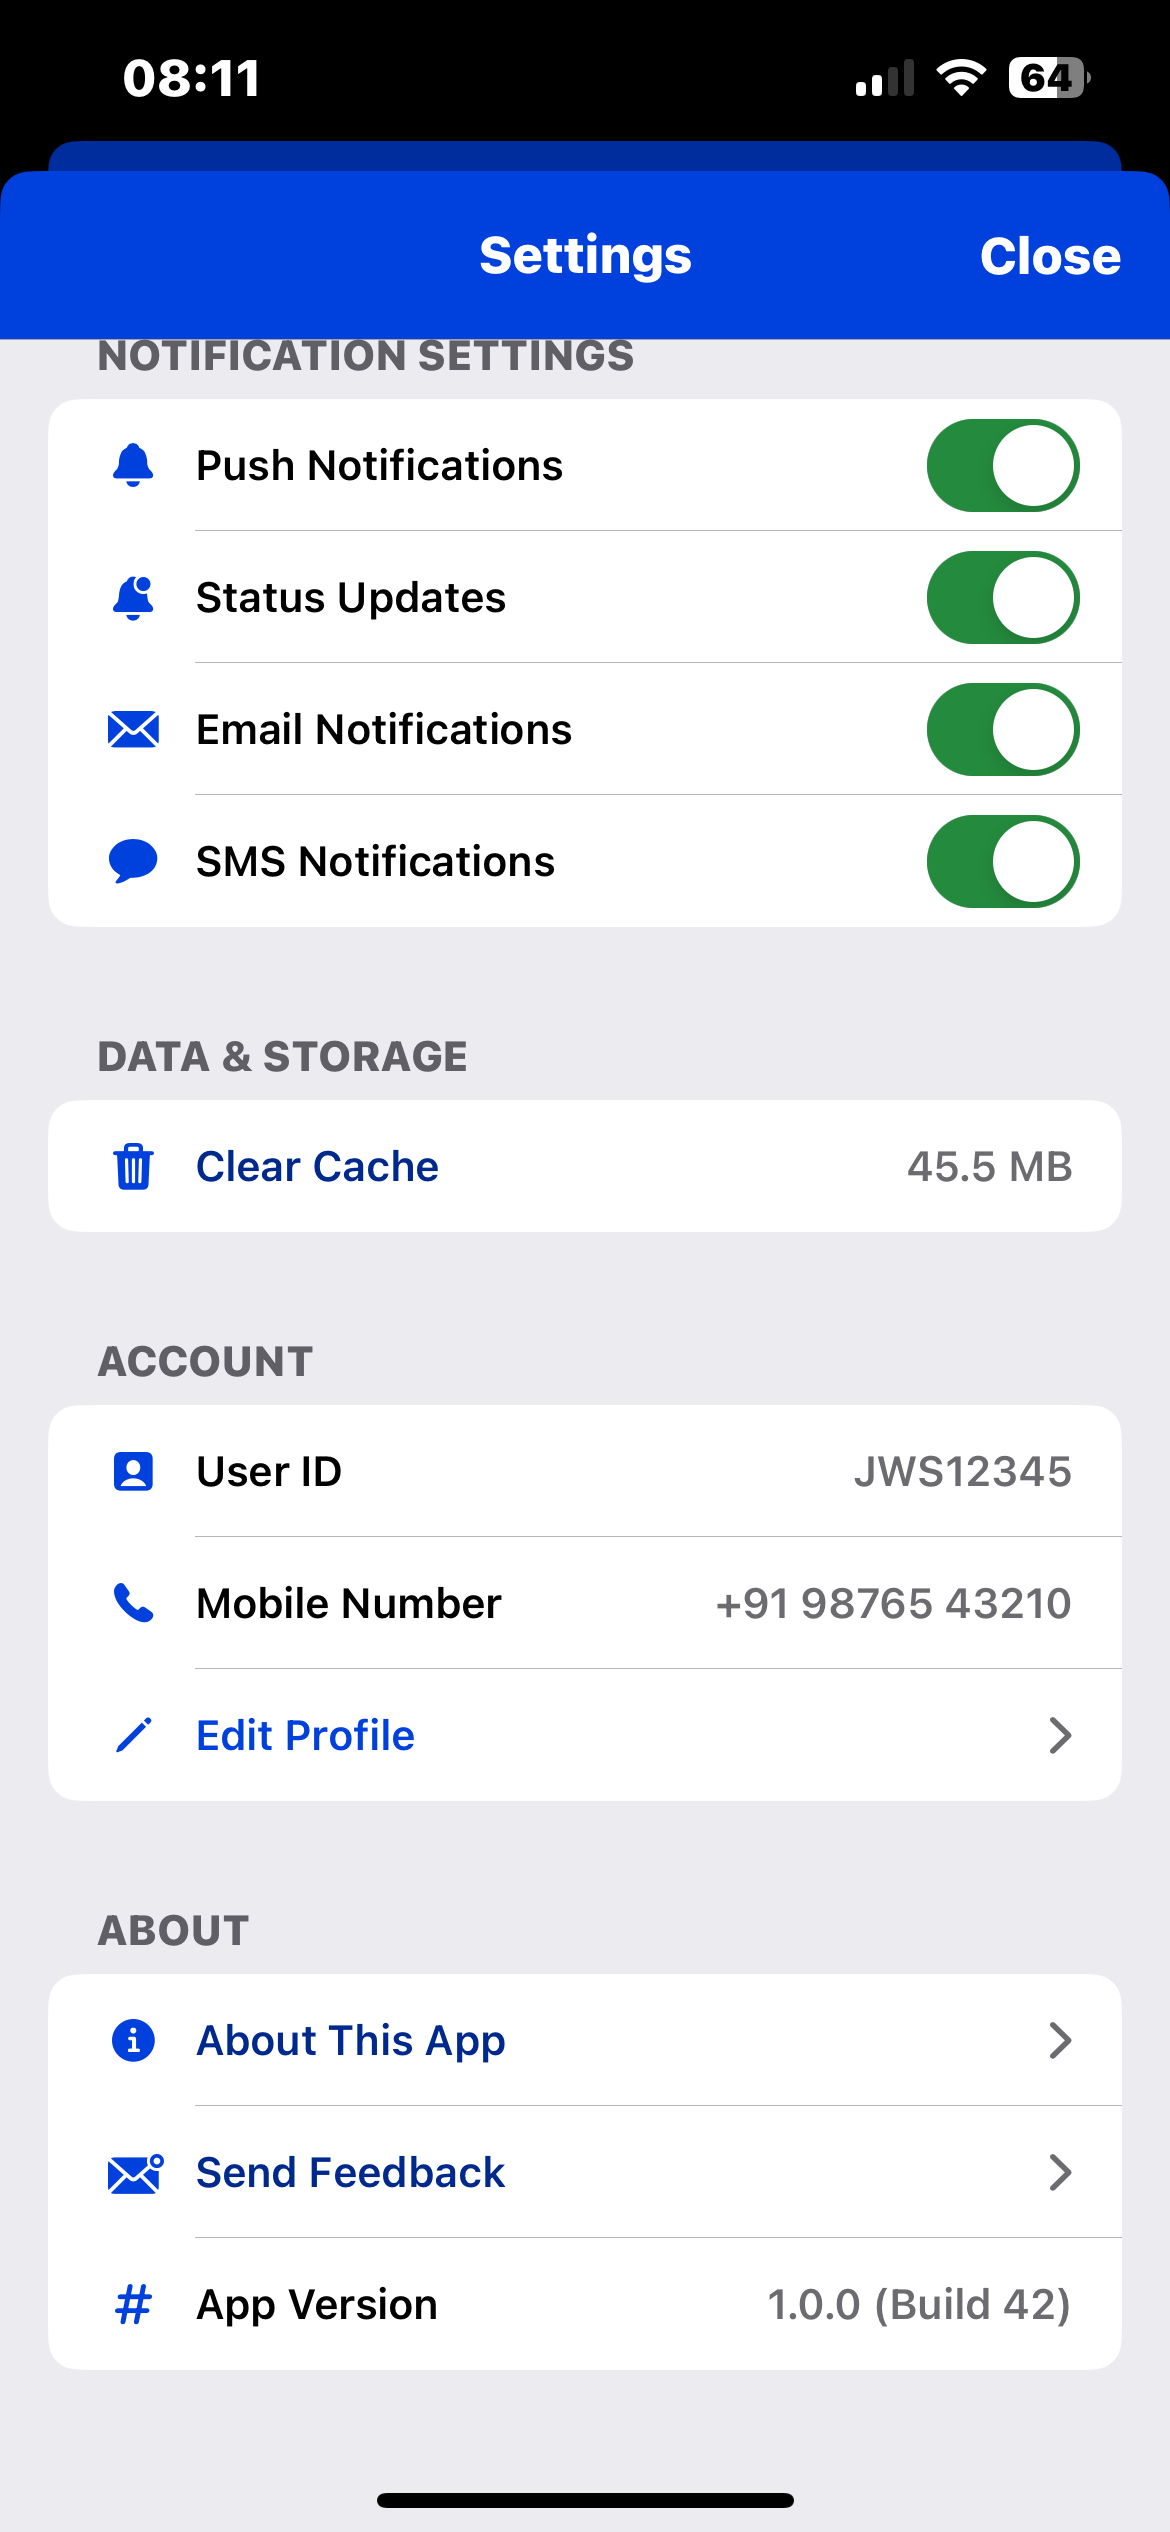 08:11
64
Settings
Close
NOTIFICATION SETTINGS
Push Notifications
Status Updates
Email Notifications
SMS Notifications
DATA & STORAGE
Clear Cache 45.5 MB
ACCOUNT
User ID JWS12345
Mobile Number +91 98765 43210
Edit Profile
ABOUT
About This App
Send Feedback
App Version 1.0.0 (Build 42)